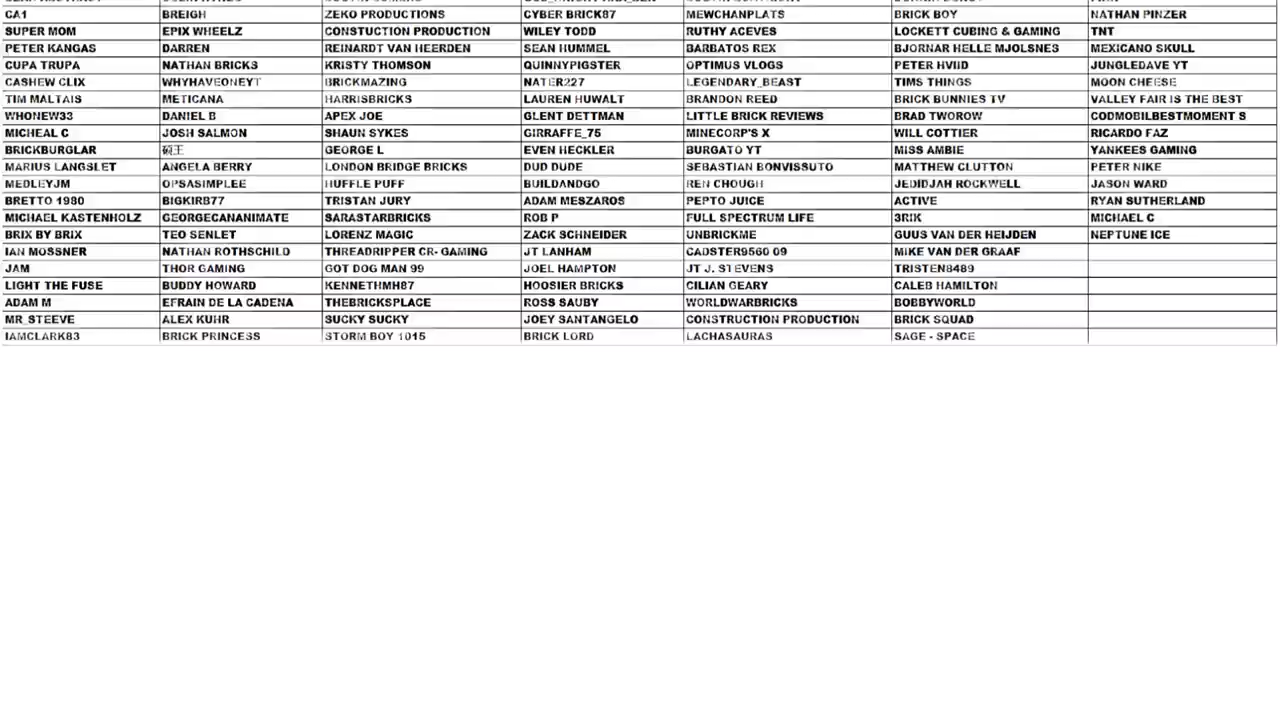 CA1 BREIGH ZEKO PRODUCTIONS CYBER BRICK87 MEWCHANPLATS BRICK BOY NATHAN PINZER
SUPER MOM EPIX WHEELZ CONSTUCTION PRODUCTION WILEY TODD RUTHY ACEVES LOCKETT CUBING & GAMING TNT
PETER KANGAS DARREN REINARDT VAN HEERDEN SEAN HUMMEL BARBATOS REX BJORNAR HELLE MJOLSNES MEXICANO SKULL
CUPA TRUPA NATHAN BRICKS KRISTY THOMSON QUINNYPIGSTER OPTIMUS VLOGS PETER HVIID JUNGLEDAVE YT
CASHEW CLIX WHYHAVEONEYT BRICKMAZING NATER227 LEGENDARY_BEAST TIMS THINGS MOON CHEESE
TIM MALTAIS METICANA HARRISBRICKS LAUREN HUWALT BRANDON REED BRICK BUNNIES TV VALLEY FAIR IS THE BEST
WHONEW33 DANIEL B APEX JOE GLENT DETTMAN LITTLE BRICK REVIEWS BRAD TWOROW CODMOBILBESTMOMENT S
MICHEAL C JOSH SALMON SHAUN SYKES GIRRAFFE_75 MINECORP'S X WILL COTTIER RICARDO FAZ
BRICKBURGLAR 硕王 GEORGE L EVEN HECKLER BURGATO YT MISS AMBIE YANKEES GAMING
MARIUS LANGSLET ANGELA BERRY LONDON BRIDGE BRICKS DUD DUDE SEBASTIAN BONVISSUTO MATTHEW CLUTTON PETER NIKE
MEDLEYJM OPSASIMPLEE HUFFLE PUFF BUILDANDGO REN CHOUGH JEDIDJAH ROCKWELL JASON WARD
BRETTO 1980 BIGKIRB77 TRISTAN JURY ADAM MESZAROS PEPTO JUICE ACTIVE RYAN SUTHERLAND
MICHAEL KASTENHOLZ GEORGECANANIMATE SARASTARBRICKS ROB P FULL SPECTRUM LIFE 3RIK MICHAEL C
BRIX BY BRIX TEO SENLET LORENZ MAGIC ZACK SCHNEIDER UNBRICKME GUUS VAN DER HEIJDEN NEPTUNE ICE
IAN MOSSNER NATHAN ROTHSCHILD THREADRIPPER CR- GAMING JT LANHAM CADSTER9560 09 MIKE VAN DER GRAAF
JAM THOR GAMING GOT DOG MAN 99 JOEL HAMPTON JT J. STEVENS TRISTEN8489
LIGHT THE FUSE BUDDY HOWARD KENNETHMH87 HOOSIER BRICKS CILIAN GEARY CALEB HAMILTON
ADAM M EFRAIN DE LA CADENA THEBRICKSPLACE ROSS SAUBY WORLDWARBRICKS BOBBYWORLD
MR_STEEVE ALEX KUHR SUCKY SUCKY JOEY SANTANGELO CONSTRUCTION PRODUCTION BRICK SQUAD
IAMCLARK83 BRICK PRINCESS STORM BOY 1015 BRICK LORD LACHASAURAS SAGE - SPACE